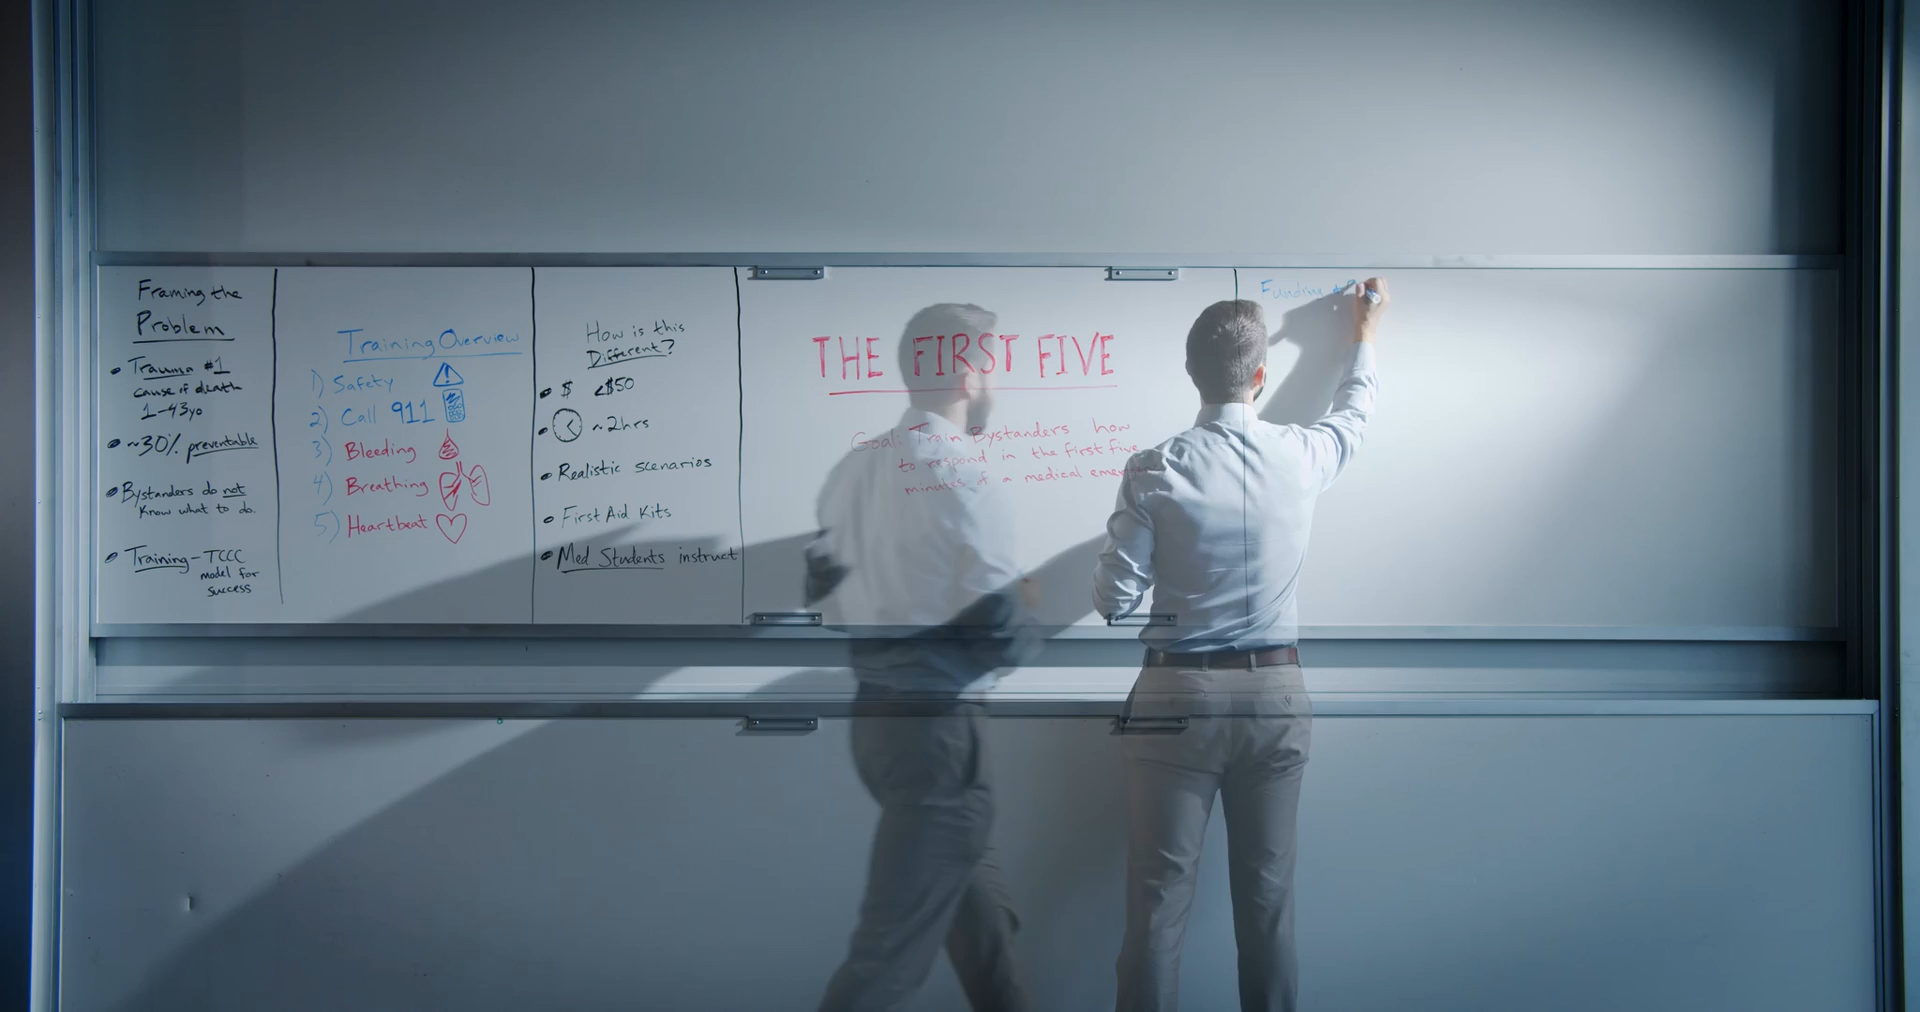 Framing the
Problem
• Trauma #1
cause of death
1-43yo
• ~30% preventable
• Bystanders do not
know what to do.
• Training - TCCC
model for
success
Training Overview
1) Safety
2) Call 911
3) Bleeding
4) Breathing
5) Heartbeat
How is this
Different?
• $ <$50
• ~2hrs
• Realistic scenarios
• First Aid Kits
• Med Students instruct
THE FIRST FIVE
Goal: Train Bystanders how
to respond in the first five
minutes of a medical
Funding